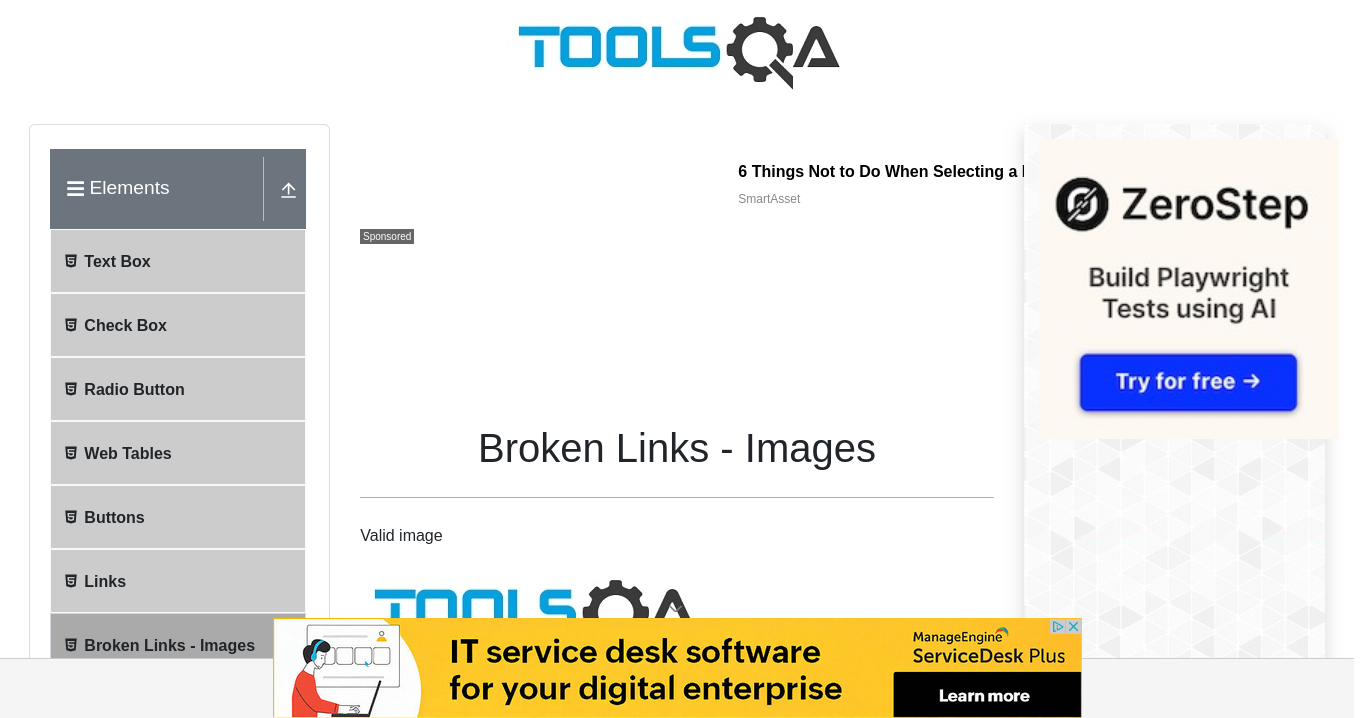 TOOLSQA
Elements
Text Box
Check Box
Radio Button
Web Tables
Buttons
Links
Broken Links - Images
6 Things Not to Do When Selecting a
SmartAsset
Sponsored
Broken Links - Images
Valid image
TOOLSQA
ZeroStep
Build Playwright
Tests using AI
Try for free →
IT service desk software
for your digital enterprise
ManageEngine
ServiceDesk Plus
Learn more